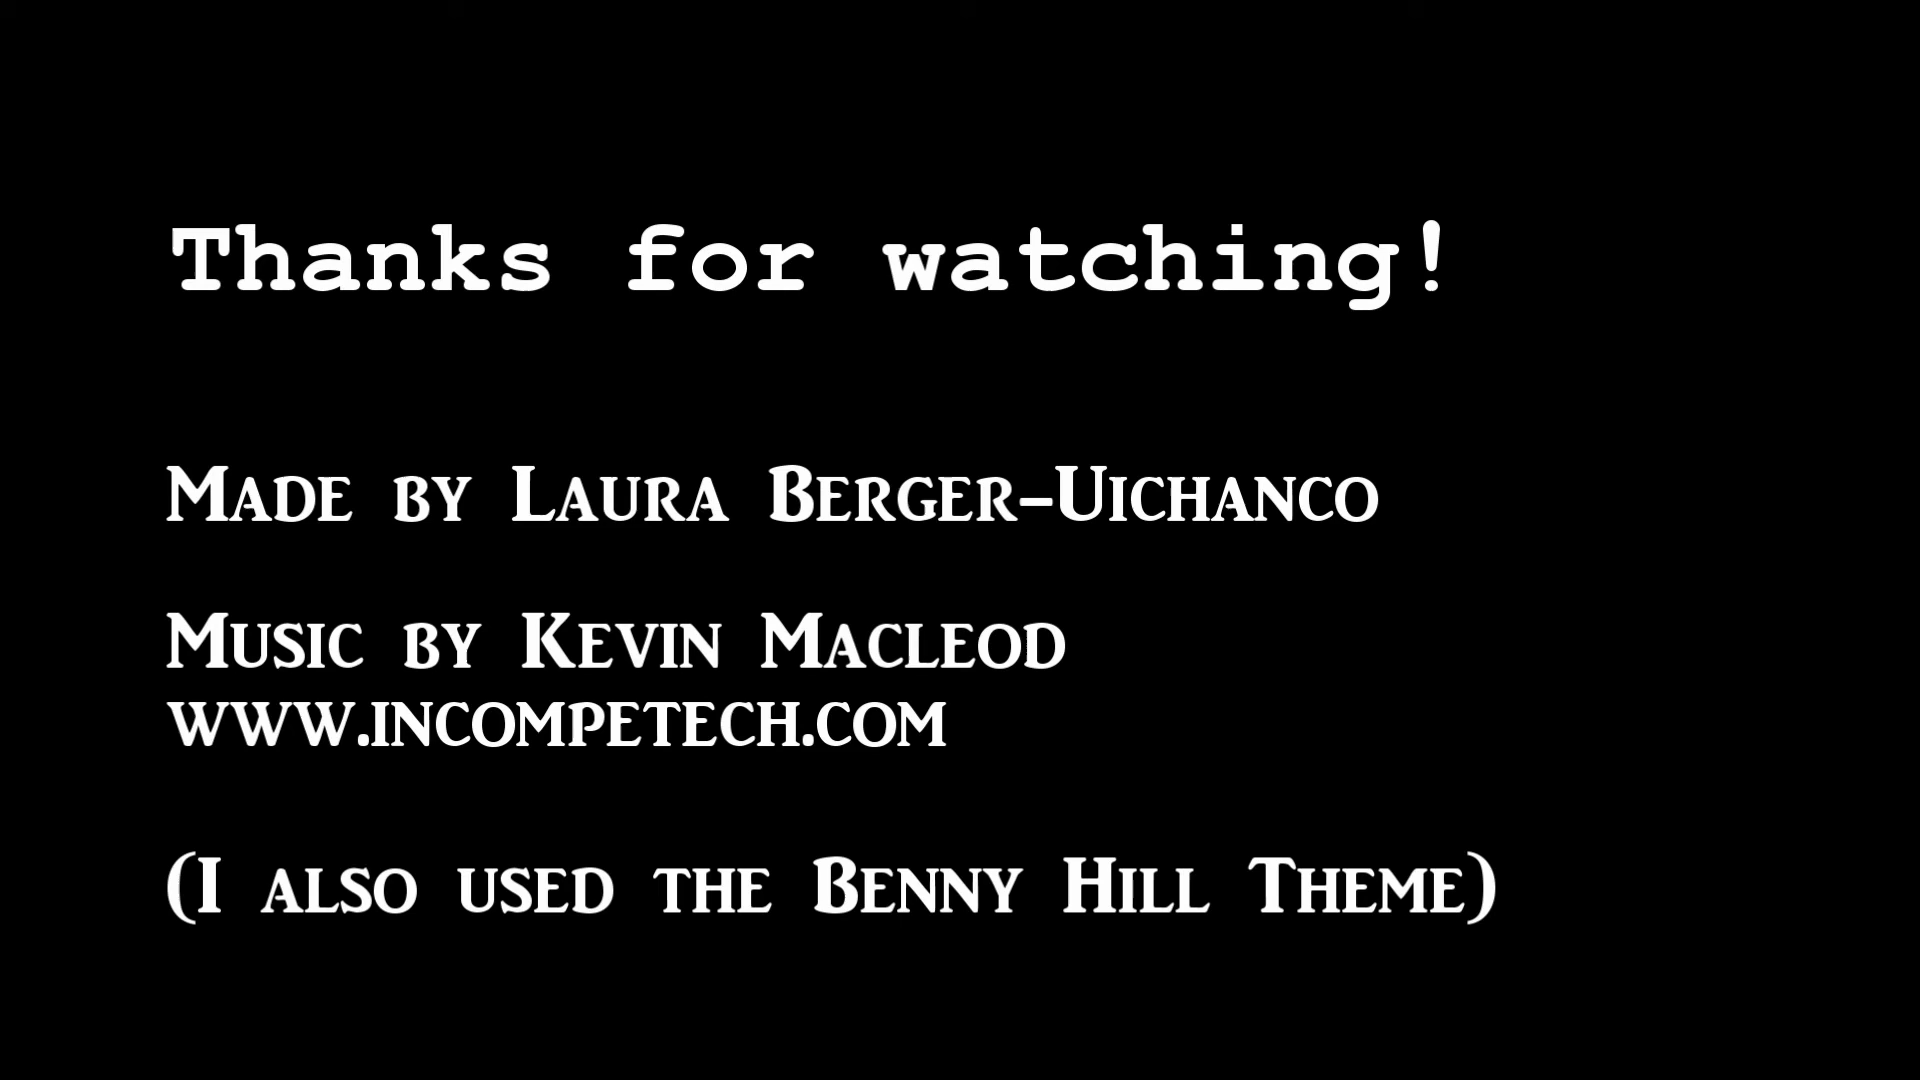 Thanks for watching!
Made by Laura Berger-Uichanco
Music by Kevin Macleod
www.incompetech.com
(I also used the Benny Hill Theme)